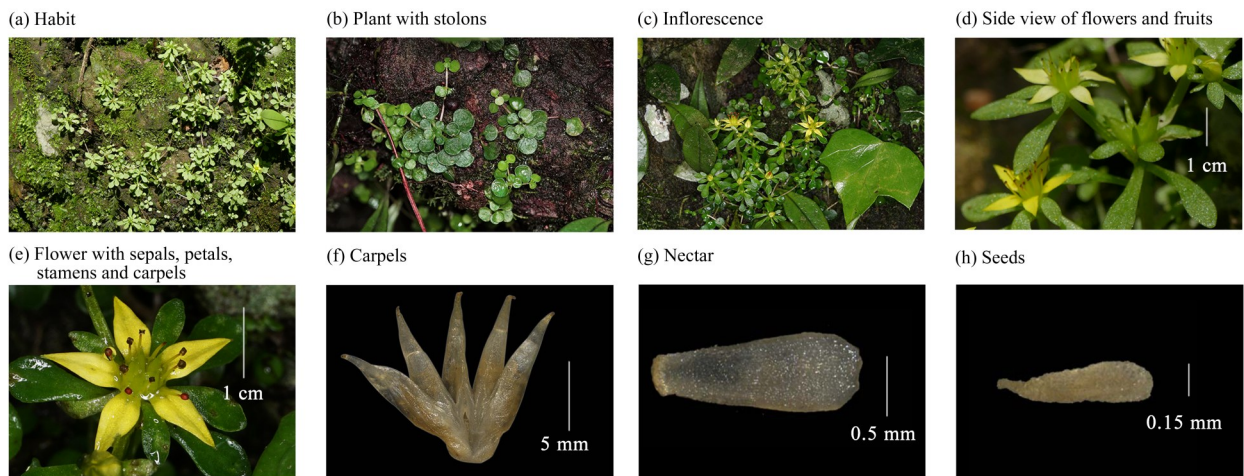 (a) Habit
(b) Plant with stolons
(c) Inflorescence
(d) Side view of flowers and fruits
1 cm
(e) Flower with sepals, petals,
stamens and carpels
(f) Carpels
(g) Nectar
(h) Seeds
1 cm
5 mm
0.5 mm
0.15 mm